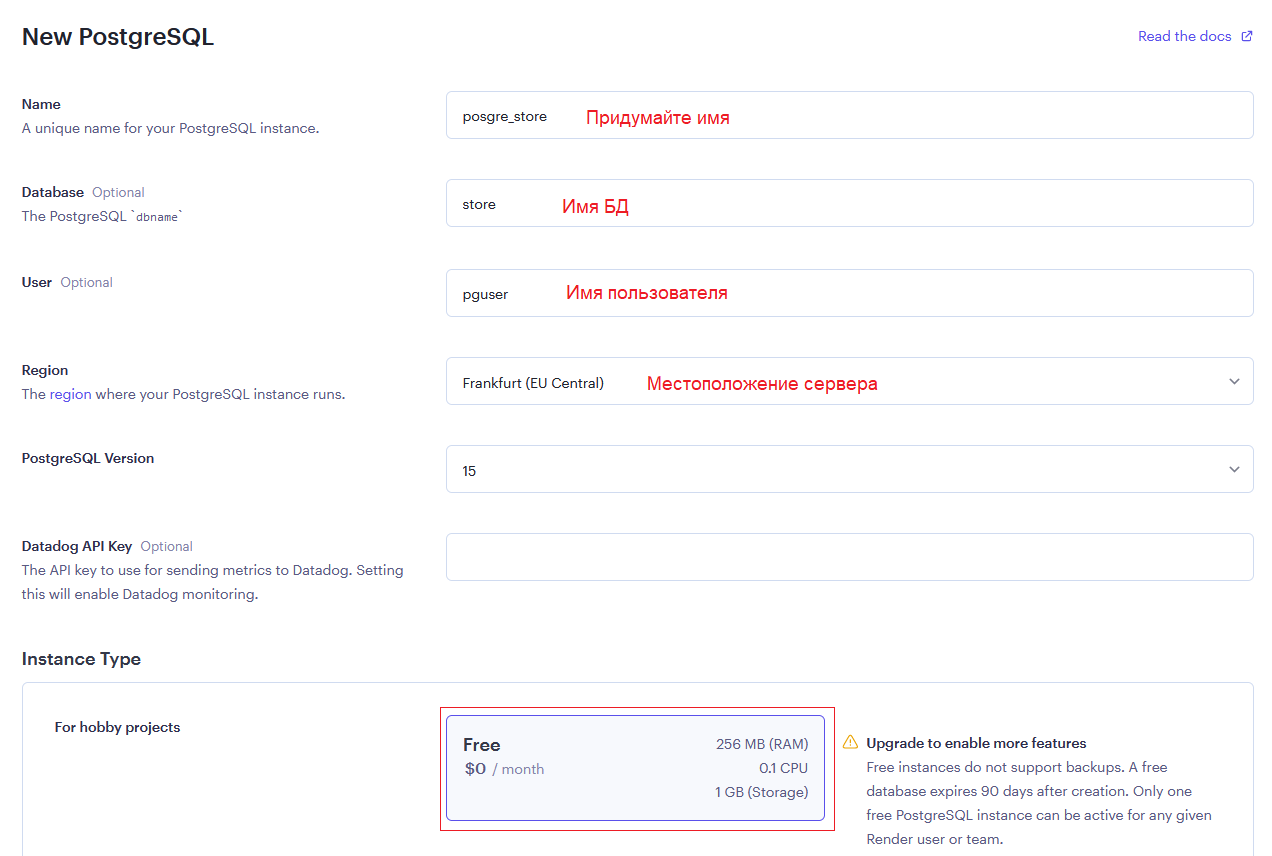 New PostgreSQL
Read the docs
Name
A unique name for your PostgreSQL instance.
posgre_store
Придумайте имя
Database Optional
The PostgreSQL `dbname`
store
Имя БД
User Optional
pguser
Имя пользователя
Region
The region where your PostgreSQL instance runs.
Frankfurt (EU Central)
Местоположение сервера
PostgreSQL Version
15
Datadog API Key Optional
The API key to use for sending metrics to Datadog. Setting
this will enable Datadog monitoring.
Instance Type
For hobby projects
Free
$0 / month
256 MB (RAM)
0.1 CPU
1 GB (Storage)
Upgrade to enable more features
Free instances do not support backups. A free
database expires 90 days after creation. Only one
free PostgreSQL instance can be active for any given
Render user or team.